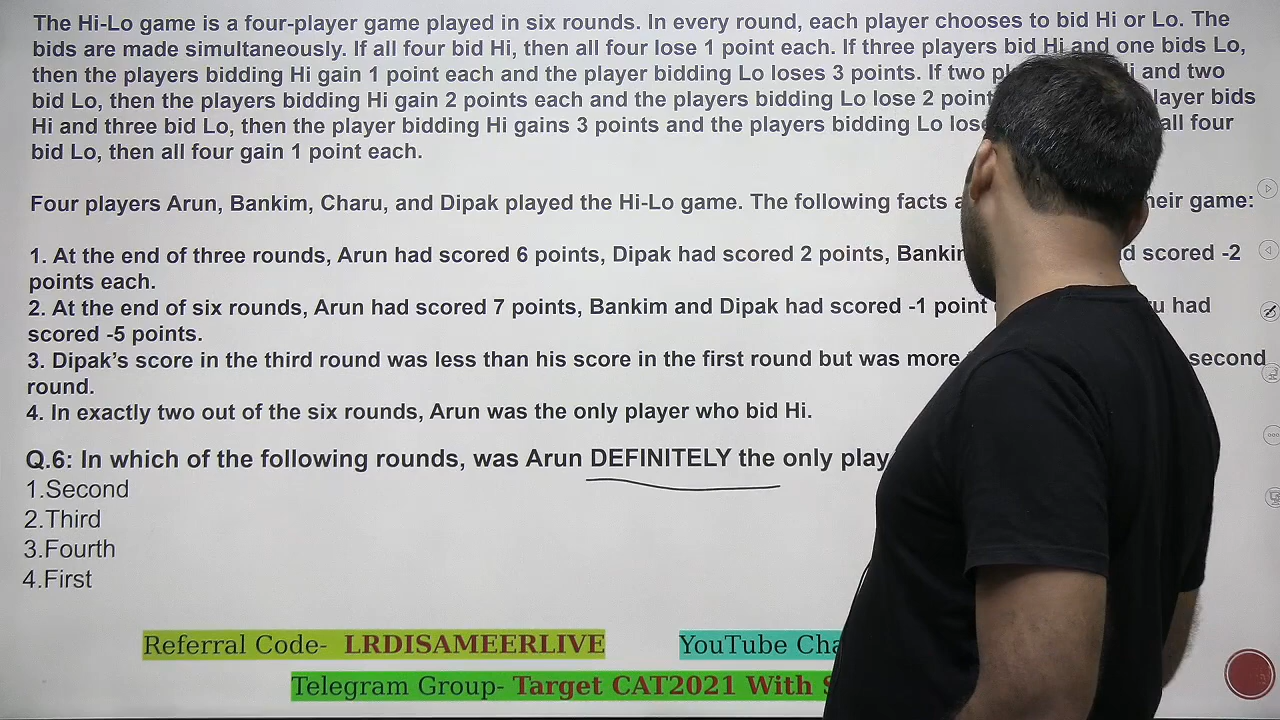 The Hi-Lo game is a four-player game played in six rounds. In every round, each player chooses to bid Hi or Lo. The
bids are made simultaneously. If all four bid Hi, then all four lose 1 point each. If three players bid Hi and one bids Lo,
then the players bidding Hi gain 1 point each and the player bidding Lo loses 3 points. If two and two
bid Lo, then the players bidding Hi gain 2 points each and the players bidding Lo lose 2 bids
Hi and three bid Lo, then the player bidding Hi gains 3 points and the players bidding Lo all four
bid Lo, then all four gain 1 point each.
Four players Arun, Bankim, Charu, and Dipak played the Hi-Lo game. The following facts game:
1. At the end of three rounds, Arun had scored 6 points, Dipak had scored 2 points, scored -2
points each.
2. At the end of six rounds, Arun had scored 7 points, Bankim and Dipak had scored -1 point had
scored -5 points.
3. Dipak's score in the third round was less than his score in the first round but was more second
round.
4. In exactly two out of the six rounds, Arun was the only player who bid Hi.
Q.6: In which of the following rounds, was Arun DEFINITELY the only
1.Second
2.Third
3.Fourth
4.First
Referral Code- LRDISAMEERLIVE YouTube
Telegram Group- Target CAT2021 With